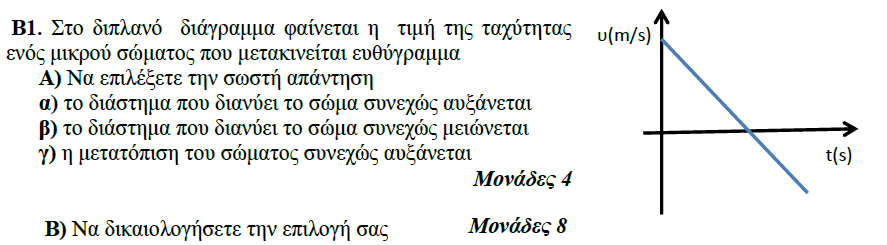 Β1. Στο διπλανό διάγραμμα φαίνεται η τιμή της ταχύτητας
ενός μικρού σώματος που μετακινείται ευθύγραμμα
Α) Να επιλέξετε την σωστή απάντηση
α) το διάστημα που διανύει το σώμα συνεχώς αυξάνεται
β) το διάστημα που διανύει το σώμα συνεχώς μειώνεται
γ) η μετατόπιση του σώματος συνεχώς αυξάνεται
Μονάδες 4
Β) Να δικαιολογήσετε την επιλογή σας Μονάδες 8
υ(m/s)
t(s)